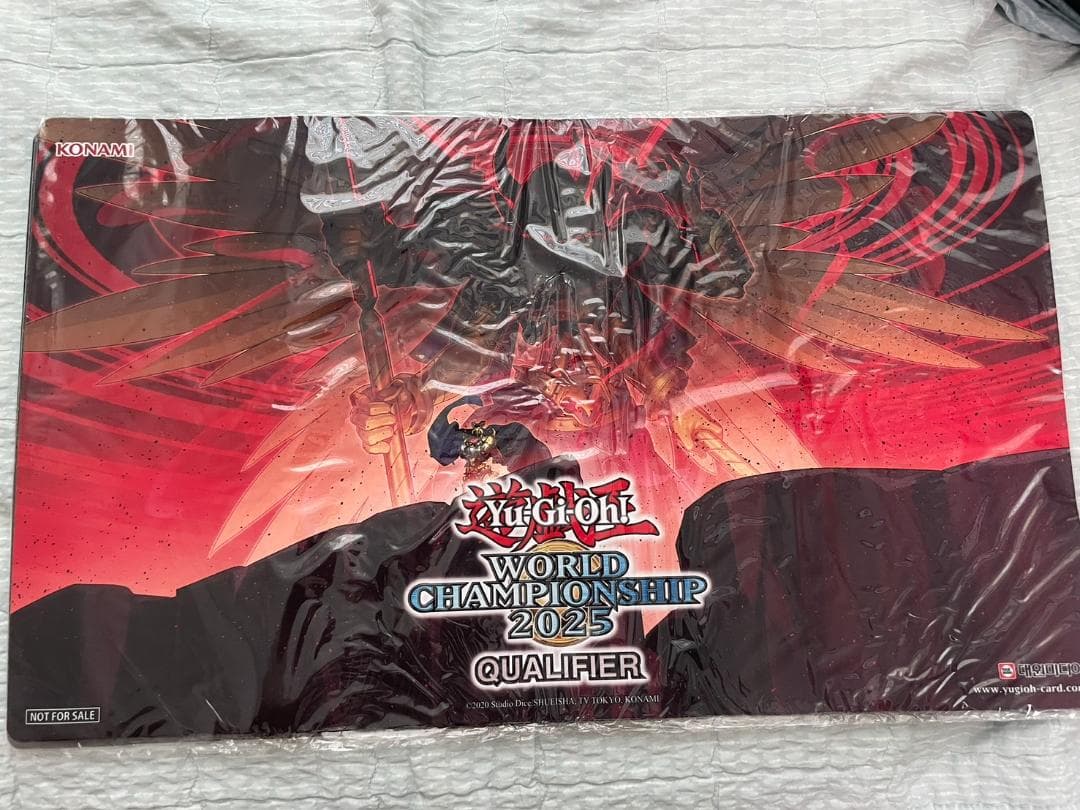 KONAMI
遊戯王
Yu-Gi-Oh!
WORLD
CHAMPIONSHIP
2025
QUALIFIER
©2020 Studio Dice/SHUEISHA, TV TOKYO, KONAMI
NOT FOR SALE
대원미디어
www.yugioh-card.com